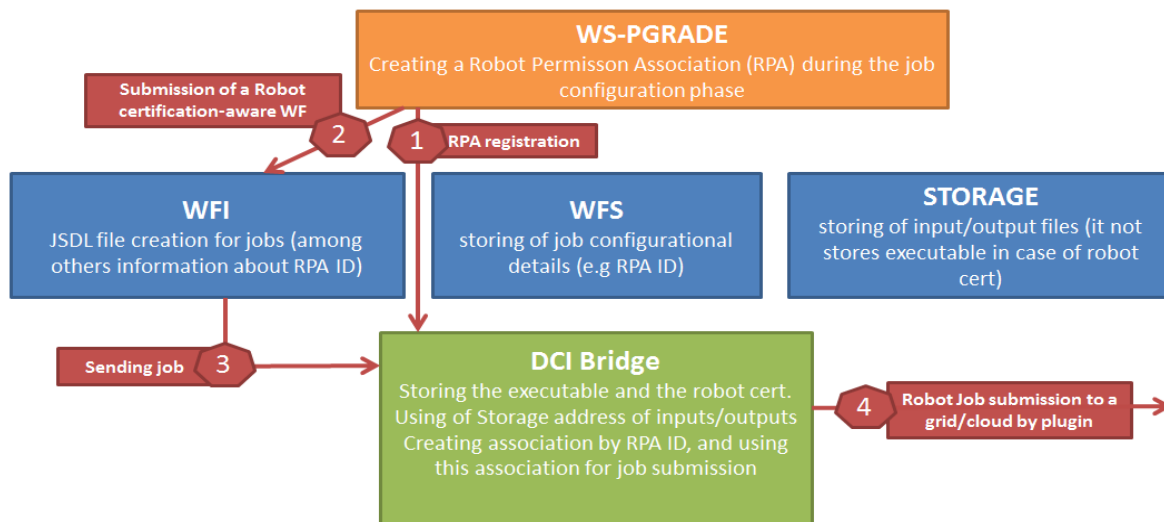 WS-PGRADE
Creating a Robot Permisson Association (RPA) during the job
configuration phase
Submission of a Robot
certification-aware WF
2
1
RPA registration
WFI
JSDL file creation for jobs (among
others information about RPA ID)
WFS
storing of job configurational
details (e.g RPA ID)
STORAGE
storing of input/output files (it not
stores executable in case of robot
cert)
Sending job
3
DCI Bridge
Storing the executable and the robot cert.
Using of Storage address of inputs/outputs
Creating association by RPA ID, and using
this association for job submission
4
Robot Job submission to a
grid/cloud by plugin